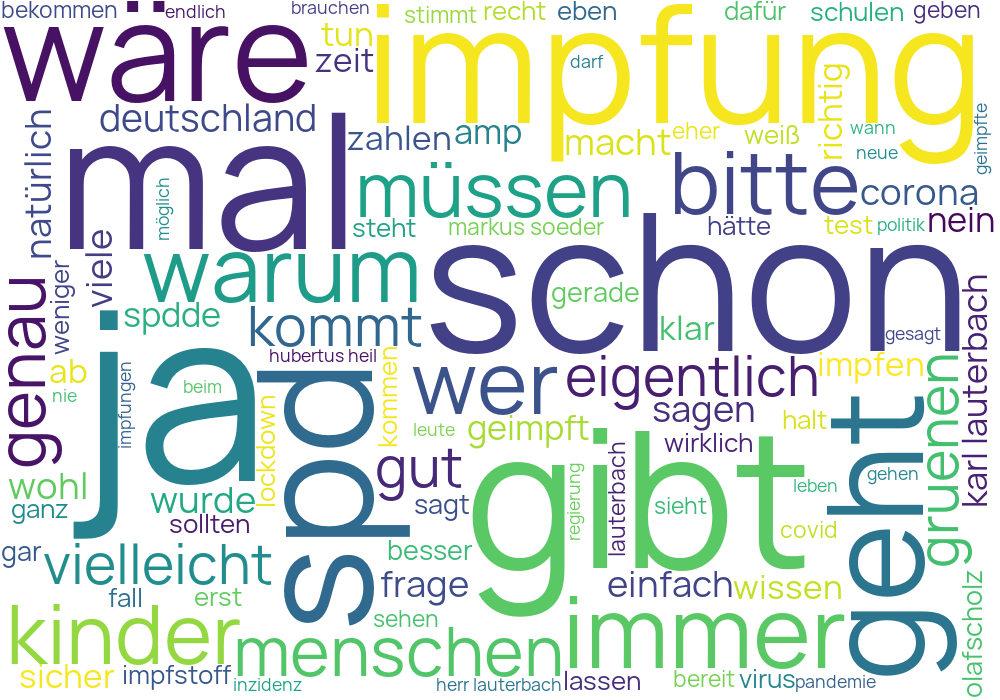 bekommen
endlich
brauchen
stimmt
recht
eben
dafür
schulen
geben
wäre
tun
zeit
impfung
darf
richtig
deutschland
zahlen
amp
macht
eher
weiß
wann
neue
geimpfte
natürlich
mal
möglich
müssen
bitte
corona
steht
markus soeder
hätte
test
politik
nein
viele
weniger
genau
warum
schon
gerade
klar
gesagt
spdde
kommt
hubertus heil
ja
ab
nie
impfungen
beim
lockdown
spd
kommen
wer
eigentlich
impfen
karl lauterbach
leute
geimpft
sagen
halt
wirklich
geht
gruenen
wohl
ganz
wurde
sollten
gut
sagt
gibt
regierung
lauterbach
sieht
leben
gehen
covid
gar
vielleicht
besser
fall
erst
frage
einfach
wissen
sehen
kinder
menschen
immer
olafscholz
sicher
impfstoff
inzidenz
herr lauterbach
lassen
bereit
virus
pandemie